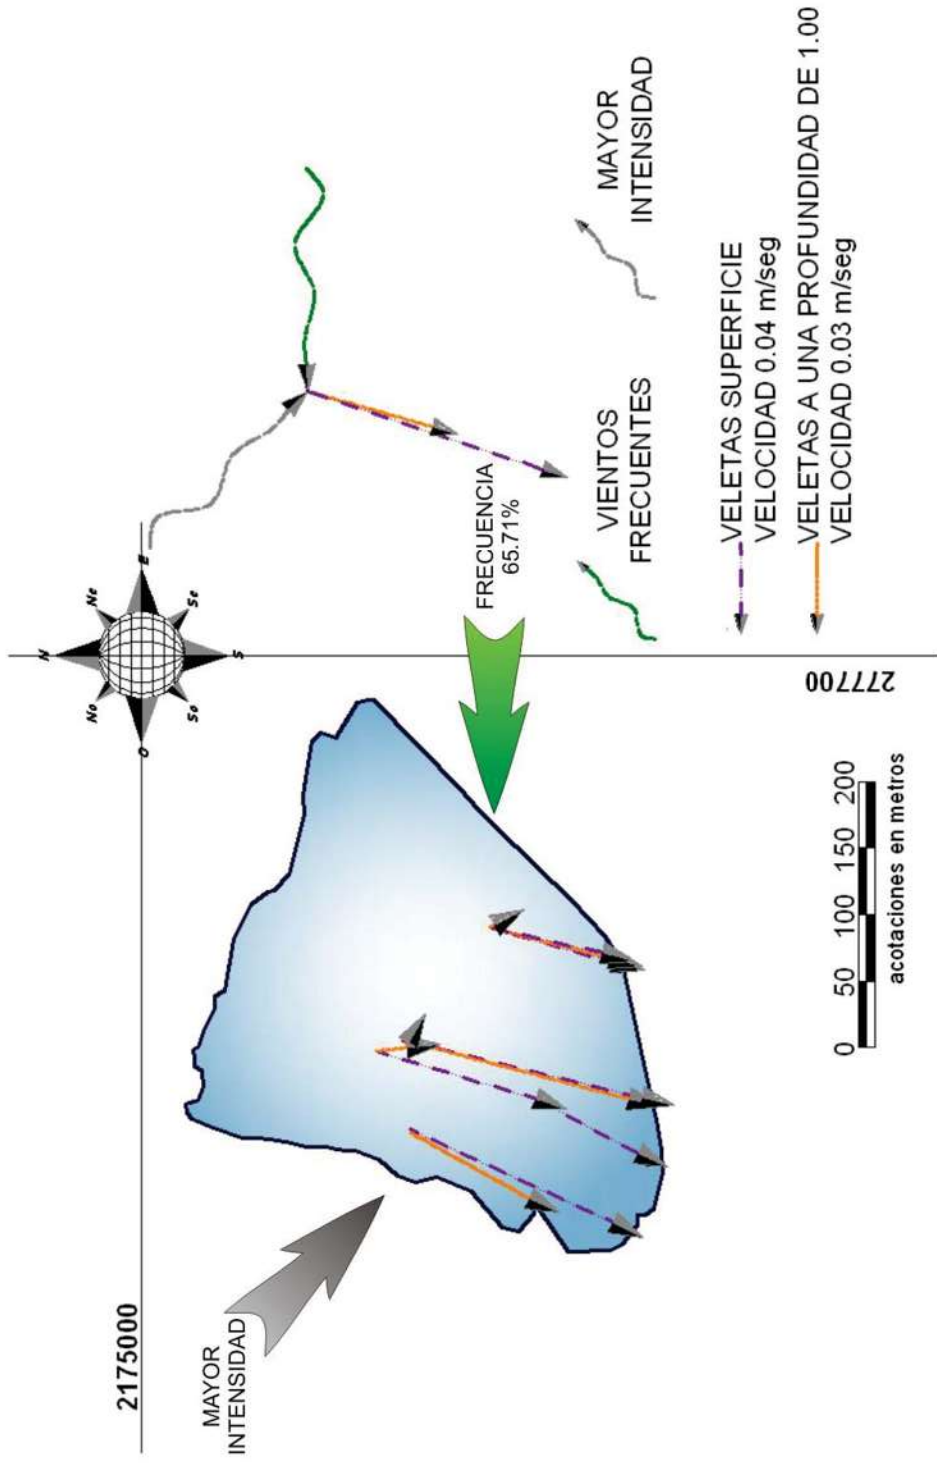 N
No
Ne
O
E
So
Se
S
2175000
277700
MAYOR
INTENSIDAD
FRECUENCIA
65.71%
VIENTOS
FRECUENTES
MAYOR
INTENSIDAD
VELETAS SUPERFICIE
VELOCIDAD 0.04 m/seg
VELETAS A UNA PROFUNDIDAD DE 1.00
VELOCIDAD 0.03 m/seg
0 50 100 150 200
acotaciones en metros